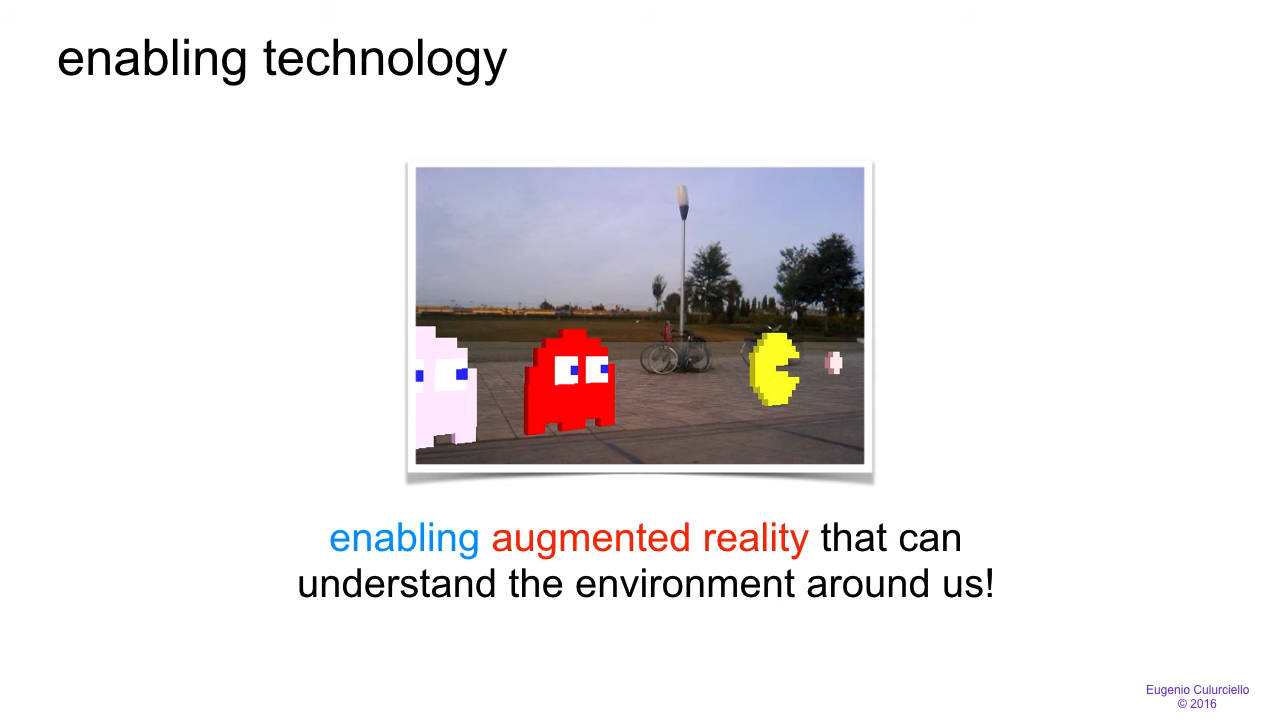 enabling technology
enabling augmented reality that can
understand the environment around us!
Eugenio Culurciello
© 2016